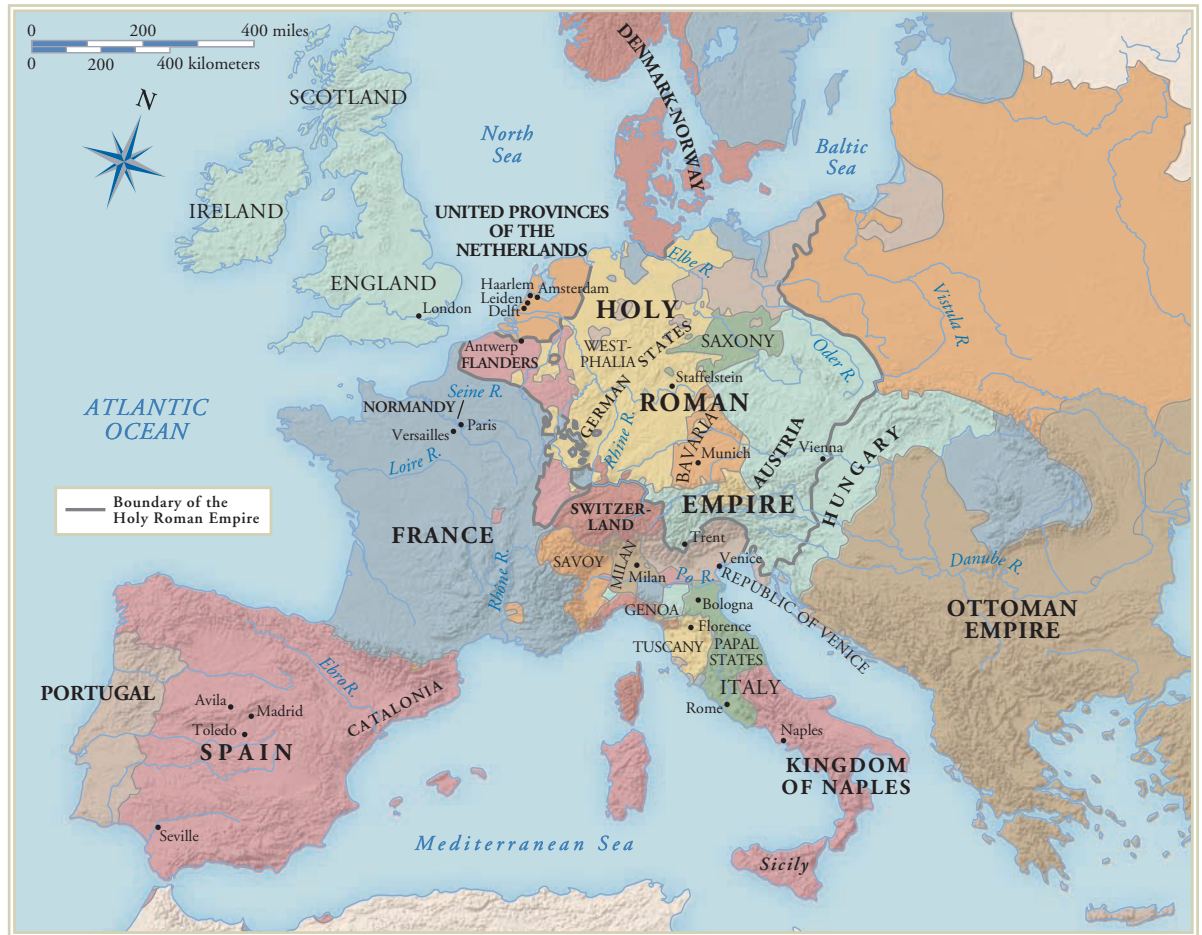 0 200 400 miles
0 200 400 kilometers
N
SCOTLAND
IRELAND
ENGLAND
London
North
Sea
DENMARK-NORWAY
Baltic
Sea
UNITED PROVINCES
OF THE
NETHERLANDS
Haarlem
Amsterdam
Leiden
Delft
Antwerp
FLANDERS
HOLY
ROMAN
EMPIRE
Elbe R.
WEST-
PHALIA
GERMAN STATES
SAXONY
Staffelstein
Oder R.
Vistula R.
Rhine R.
BAVARIA
Munich
AUSTRIA
Vienna
HUNGARY
ATLANTIC
OCEAN
Seine R.
NORMANDY
Paris
Versailles
Loire R.
Boundary of the
Holy Roman Empire
FRANCE
Rhône R.
SWITZER-
LAND
SAVOY
MILAN
Milan
Trent
Venice
Po R.
REPUBLIC OF VENICE
GENOA
Bologna
Florence
TUSCANY
PAPAL
STATES
ITALY
Rome
Naples
KINGDOM
OF NAPLES
Sicily
Danube R.
OTTOMAN
EMPIRE
PORTUGAL
Avila
Madrid
Toledo
SPAIN
Ebro R.
CATALONIA
Seville
Mediterranean Sea